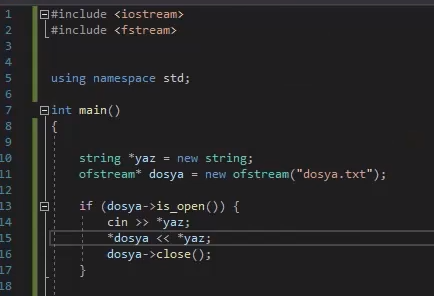 1 #include <iostream>
2 #include <fstream>
3
4
5 using namespace std;
6
7 int main()
8 {
9
10 string *yaz = new string;
11 ofstream* dosya = new ofstream("dosya.txt");
12
13 if (dosya->is_open()) {
14 cin >> *yaz;
15 *dosya << *yaz;
16 dosya->close();
17 }
18